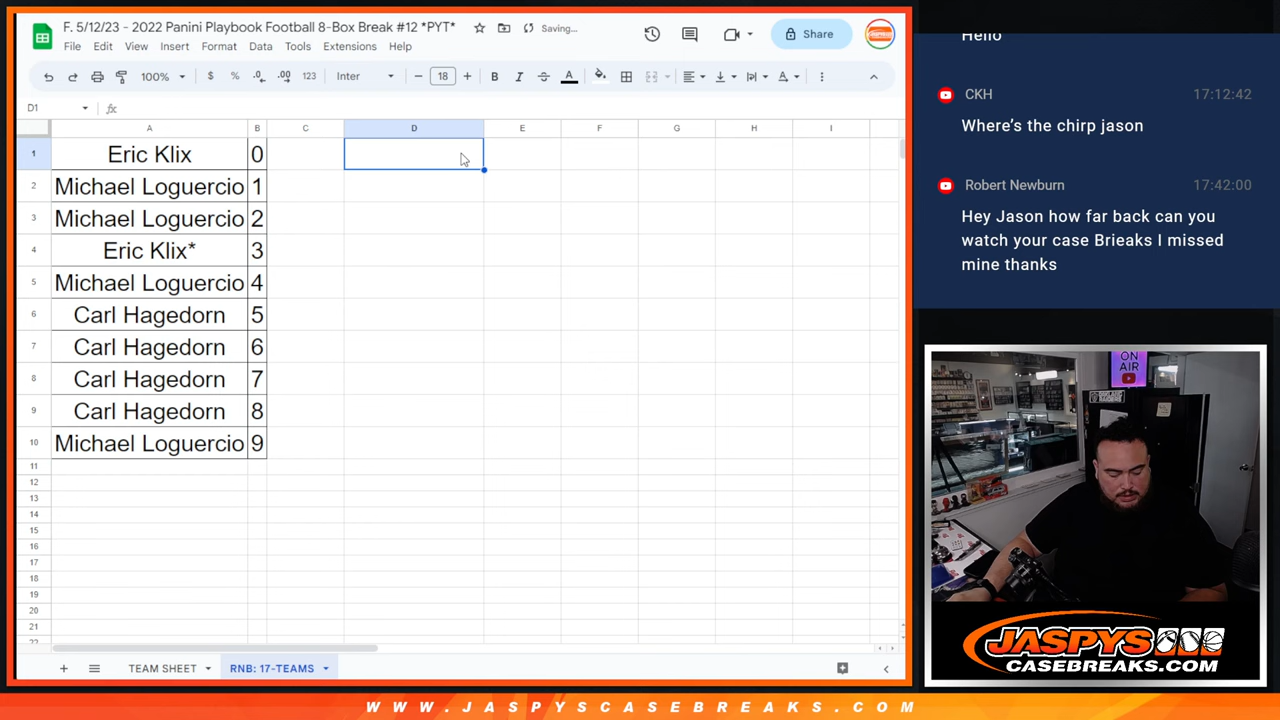 F. 5/12/23 - 2022 Panini Playbook Football 8-Box Break #12 *PYT*
Saving...
File Edit View Insert Format Data Tools Extensions Help
Share
100% $ % .0 .00 123 Inter - 18 + B I A
D1 fx
A B C D E F G H I
1 Eric Klix 0
2 Michael Loguercio 1
3 Michael Loguercio 2
4 Eric Klix* 3
5 Michael Loguercio 4
6 Carl Hagedorn 5
7 Carl Hagedorn 6
8 Carl Hagedorn 7
9 Carl Hagedorn 8
10 Michael Loguercio 9
11
12
13
14
15
16
17
18
19
20
21
22
TEAM SHEET RNB: 17-TEAMS
Hello
CKH 17:12:42
Where's the chirp jason
Robert Newburn 17:42:00
Hey Jason how far back can you
watch your case Brieaks I missed
mine thanks
ON
AIR
JASPYS
CASEBREAKS.COM
WWW.JASPYSCASEBREAKS.COM